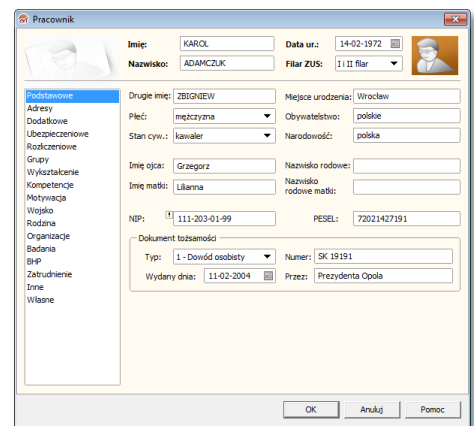 Pracownik
Imię: KAROL Data ur.: 14-02-1972
Nazwisko: ADAMCZUK Filar ZUS: I i II filar
Podstawowe
Adresy
Dodatkowe
Ubezpieczeniowe
Rozliczeniowe
Grupy
Wykształcenie
Kompetencje
Motywacja
Wojsko
Rodzina
Organizacje
Badania
BHP
Zatrudnienie
Inne
Własne
Drugie imię: ZBIGNIEW Miejsce urodzenia: Wrocław
Płeć: mężczyzna Obywatelstwo: polskie
Stan cyw.: kawaler Narodowość: polska
Imię ojca: Grzegorz Nazwisko rodowe:
Imię matki: Lilianna Nazwisko
rodowe matki:
NIP: ! 111-203-01-99 PESEL: 72021427191
Dokument tożsamości
Typ: 1 - Dowód osobisty Numer: SK 19191
Wydany dnia: 11-02-2004 Przez: Prezydenta Opola
OK Anuluj Pomoc